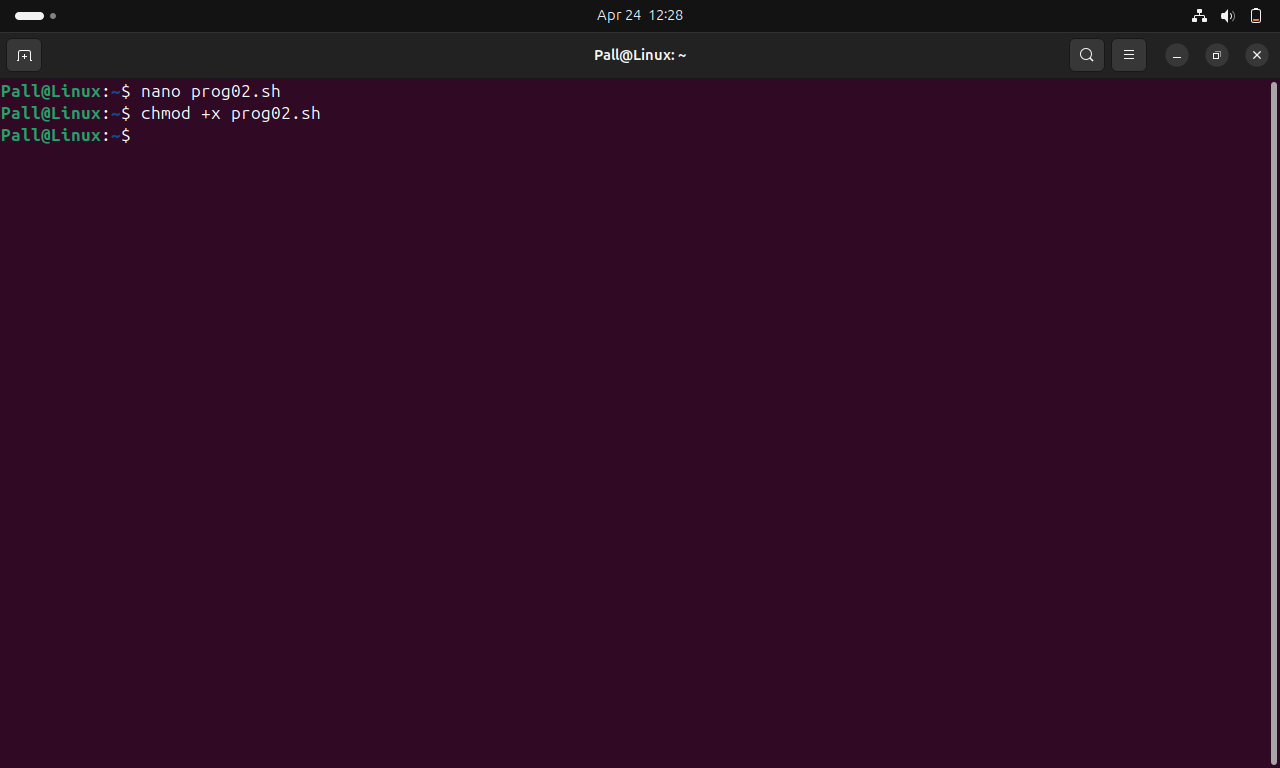 Apr 24 12:28
Pall@Linux: ~
Pall@Linux:~$ nano prog02.sh
Pall@Linux:~$ chmod +x prog02.sh
Pall@Linux:~$